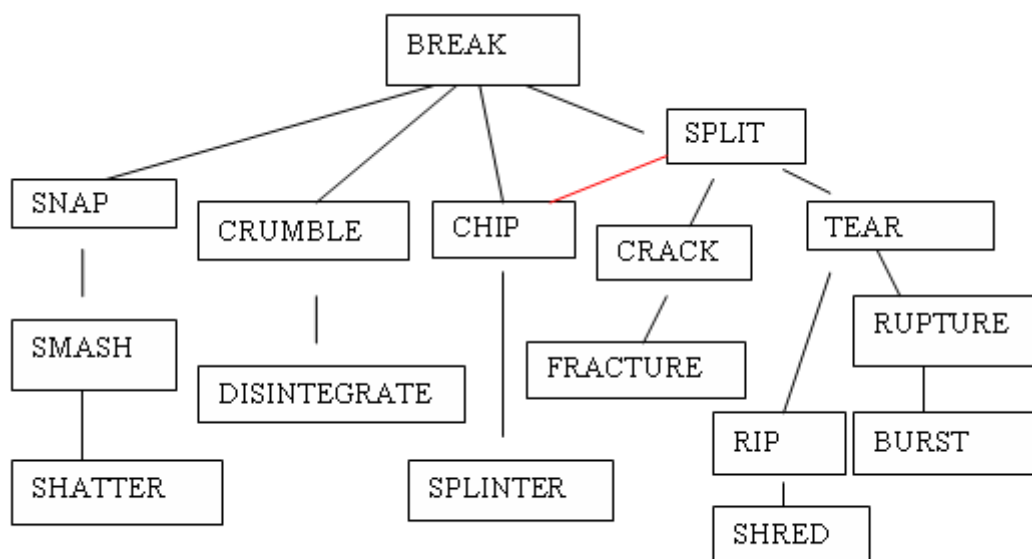 BREAK
SPLIT
SNAP
CRUMBLE
CHIP
TEAR
CRACK
RUPTURE
SMASH
FRACTURE
DISINTEGRATE
RIP
BURST
SHATTER
SPLINTER
SHRED